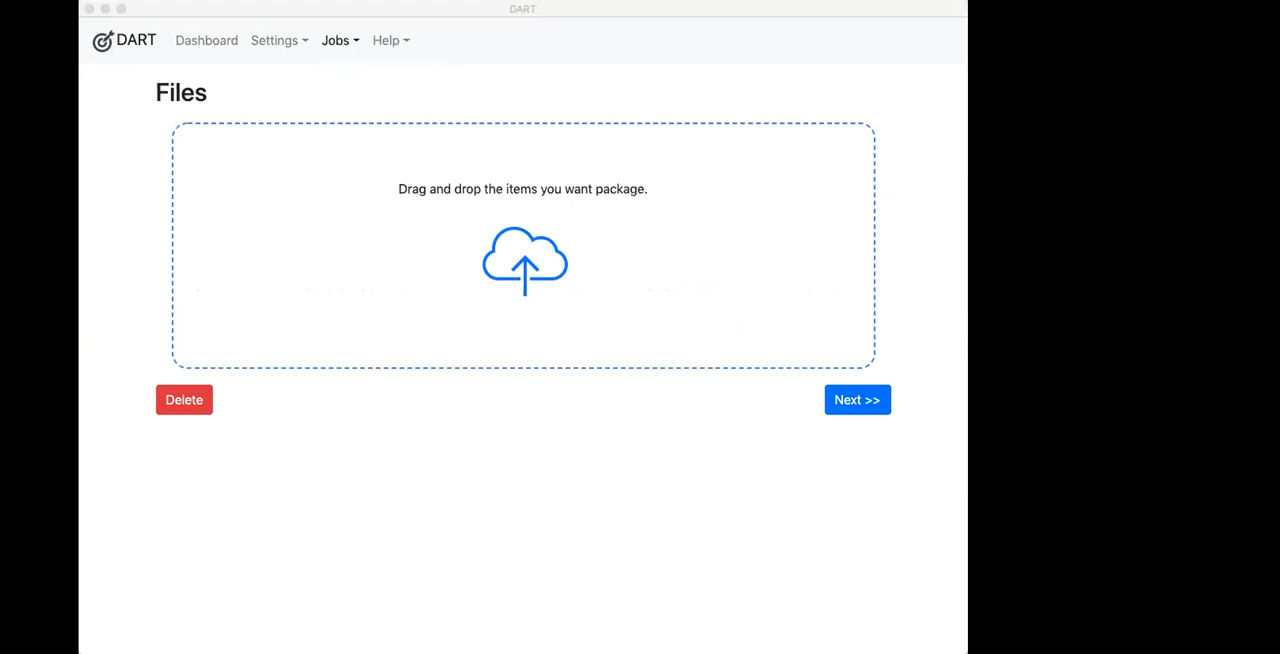 DART
DART Dashboard Settings Jobs Help
Files
Drag and drop the items you want package.
Delete Next >>